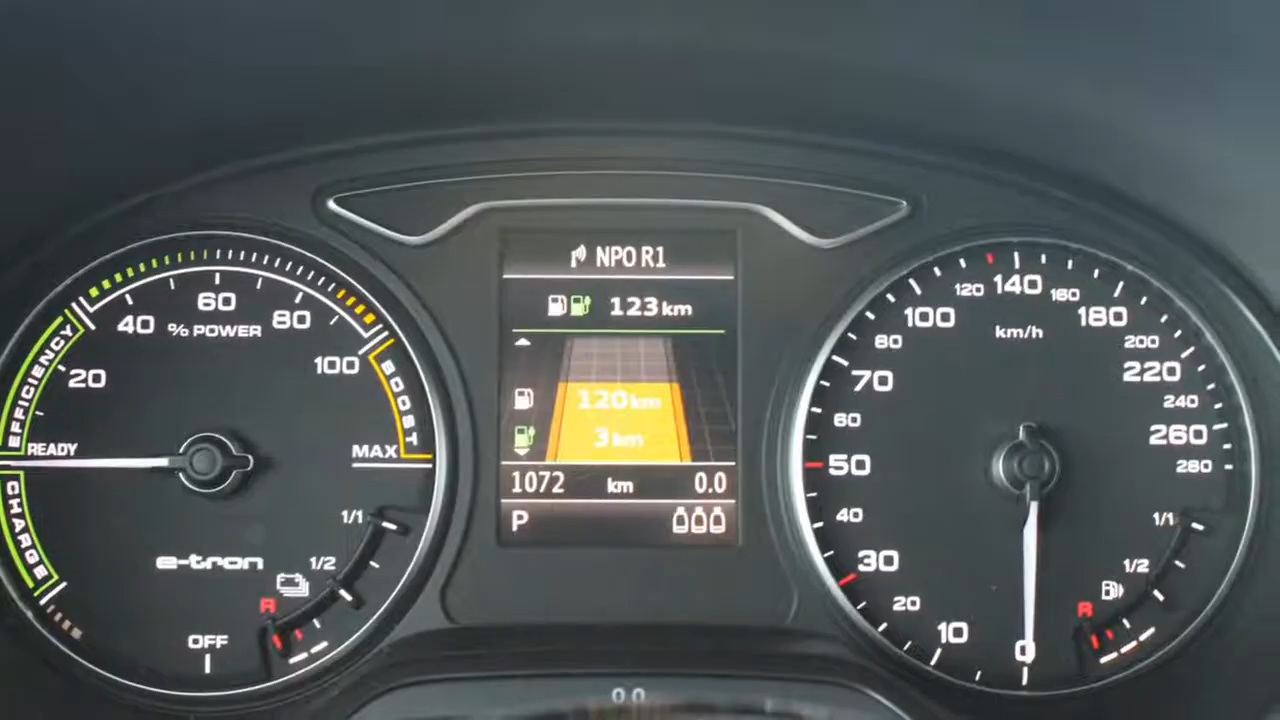 NPO R1
123 km
120 km
3 km
1072 km 0.0
P
EFFICIENCY
READY
CHARGE
20
40
60
80
100
% POWER
BOOST
MAX
e-tron
OFF
1/1
1/2
R
km/h
0
10
20
30
40
50
60
70
80
100
120
140
160
180
200
220
240
260
280
1/1
1/2
R
0.0